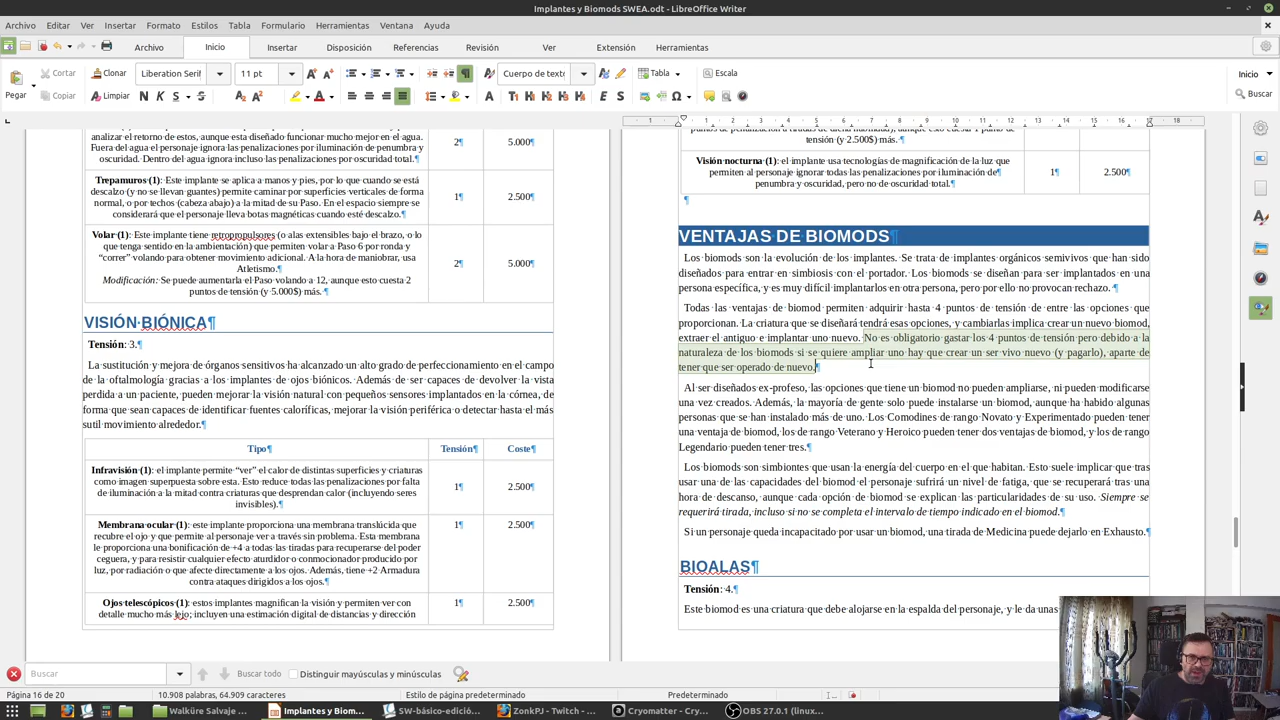 Implantes y Biomods SWEA.odt - LibreOffice Writer
Archivo Editar Ver Insertar Formato Estilos Tabla Formulario Herramientas Ventana Ayuda
Archivo Inicio Insertar Disposición Referencias Revisión Ver Extensión Herramientas
Cortar Clonar Liberation Serif 11 pt Cuerpo de texto Tabla Escala Inicio
Pegar Copiar Limpiar Buscar
analizar el retorno de estos, aunque esta diseñado funcionar mucho mejor en el agua.
Fuera del agua el personaje ignora las penalizaciones por iluminación de penumbra y
oscuridad. Dentro del agua ignora incluso las penalizaciones por oscuridad total.¶
2¶ 5.000¶
Trepamuros (1): Este implante se aplica a manos y pies, por lo que cuando se está
descalzo (y no se llevan guantes) permite caminar por superficies verticales de forma
normal, o por techos (cabeza abajo) a la mitad de su Paso. En el espacio siempre se
considerará que el personaje lleva botas magnéticas cuando esté descalzo.¶
1¶ 2.500¶
Volar (1): Este implante tiene retropropulsores (o alas extensibles bajo el brazo, o lo
que tenga sentido en la ambientación) que permiten volar a Paso 6 por ronda y
“correr” volando para obtener movimiento adicional. A la hora de maniobrar, usa
Atletismo.¶
Modificación: Se puede aumentarla el Paso volando a 12, aunque esto cuesta 2
puntos de tensión (y 5.000$) más.¶
2¶ 5.000¶
VISIÓN BIÓNICA¶
Tensión: 3.¶
La sustitución y mejora de órganos sensitivos ha alcanzado un alto grado de perfeccionamiento en el campo
de la oftalmología gracias a los implantes de ojos biónicos. Además de ser capaces de devolver la vista
perdida a un paciente, pueden mejorar la visión natural con pequeños sensores implantados en la córnea, de
forma que sean capaces de identificar fuentes caloríficas, mejorar la visión periférica o detectar hasta el más
sutil movimiento alrededor.¶
Tipo¶ Tensión¶ Coste¶
Infravisión (1): el implante permite “ver” el calor de distintas superficies y criaturas
como imagen superpuesta sobre esta. Esto reduce todas las penalizaciones por falta
de iluminación a la mitad contra criaturas que desprendan calor (incluyendo seres
invisibles).¶
1¶ 2.500¶
Membrana ocular (1): este implante proporciona una membrana translúcida que
recubre el ojo y que permite al personaje ver a través sin problema. Esta membrana
le proporciona una bonificación de +4 a todas las tiradas para recuperarse del poder
ceguera, y para resistir cualquier efecto aturdidor o conmocionador producido por
luz, por radiación o que afecte directamente a los ojos. Además, tiene +2 Armadura
contra ataques dirigidos a los ojos.¶
1¶ 2.500¶
Ojos telescópicos (1): estos implantes magnifican la visión y permiten ver con
detalle mucho más lejo; incluyen una estimación digital de distancias y dirección
1¶ 2.500¶
tensión (y 2.500$) más.¶
Visión nocturna (1): el implante usa tecnologías de magnificación de la luz que
permiten al personaje ignorar todas las penalizaciones por iluminación de¶
penumbra y oscuridad, pero no de oscuridad total.¶
1¶ 2.500¶
¶
VENTAJAS DE BIOMODS¶
Los biomods son la evolución de los implantes. Se trata de implantes orgánicos semivivos que han sido
diseñados para entrar en simbiosis con el portador. Los biomods se diseñan para ser implantados en una
persona específica, y es muy difícil implantarlos en otra persona, pero por ello no provocan rechazo. ¶
Todas las ventajas de biomod permiten adquirir hasta 4 puntos de tensión de entre las opciones que
proporcionan. La criatura que se diseñará tendrá esas opciones, y cambiarlas implica crear un nuevo biomod,
extraer el antiguo e implantar uno nuevo. No es obligatorio gastar los 4 puntos de tensión pero debido a la
naturaleza de los biomods si se quiere ampliar uno hay que crear un ser vivo nuevo (y pagarlo), aparte de
tener que ser operado de nuevo.¶
Al ser diseñados ex-profeso, las opciones que tiene un biomod no pueden ampliarse, ni pueden modificarse
una vez creados. Además, la mayoría de gente solo puede instalarse un biomod, aunque ha habido algunas
personas que se han instalado más de uno. Los Comodines de rango Novato y Experimentado pueden tener
una ventaja de biomod, los de rango Veterano y Heroico pueden tener dos ventajas de biomod, y los de rango
Legendario pueden tener tres.¶
Los biomods son simbiontes que usan la energía del cuerpo en el que habitan. Esto suele implicar que tras
usar una de las capacidades del biomod el personaje sufrirá un nivel de fatiga, que se recuperará tras una
hora de descanso, aunque cada opción de biomod se explican las particularidades de su uso. Siempre se
requerirá tirada, incluso si no se completa el intervalo de tiempo indicado en el biomod.¶
Si un personaje queda incapacitado por usar un biomod, una tirada de Medicina puede dejarlo en Exhausto.¶
BIOALAS¶
Tensión: 4.¶
Este biomod es una criatura que debe alojarse en la espalda del personaje, y le da unas
Buscar Buscar todo Distinguir mayúsculas y minúsculas
Página 16 de 20 10.908 palabras, 64.909 caracteres Estilo de página predeterminado Predeterminado
Walküre Salvaje Implantes y Biom... SW-básico-edició... ZonkPJ - Twitch - ... Cryomatter - Cry... OBS 27.0.1 (linux...